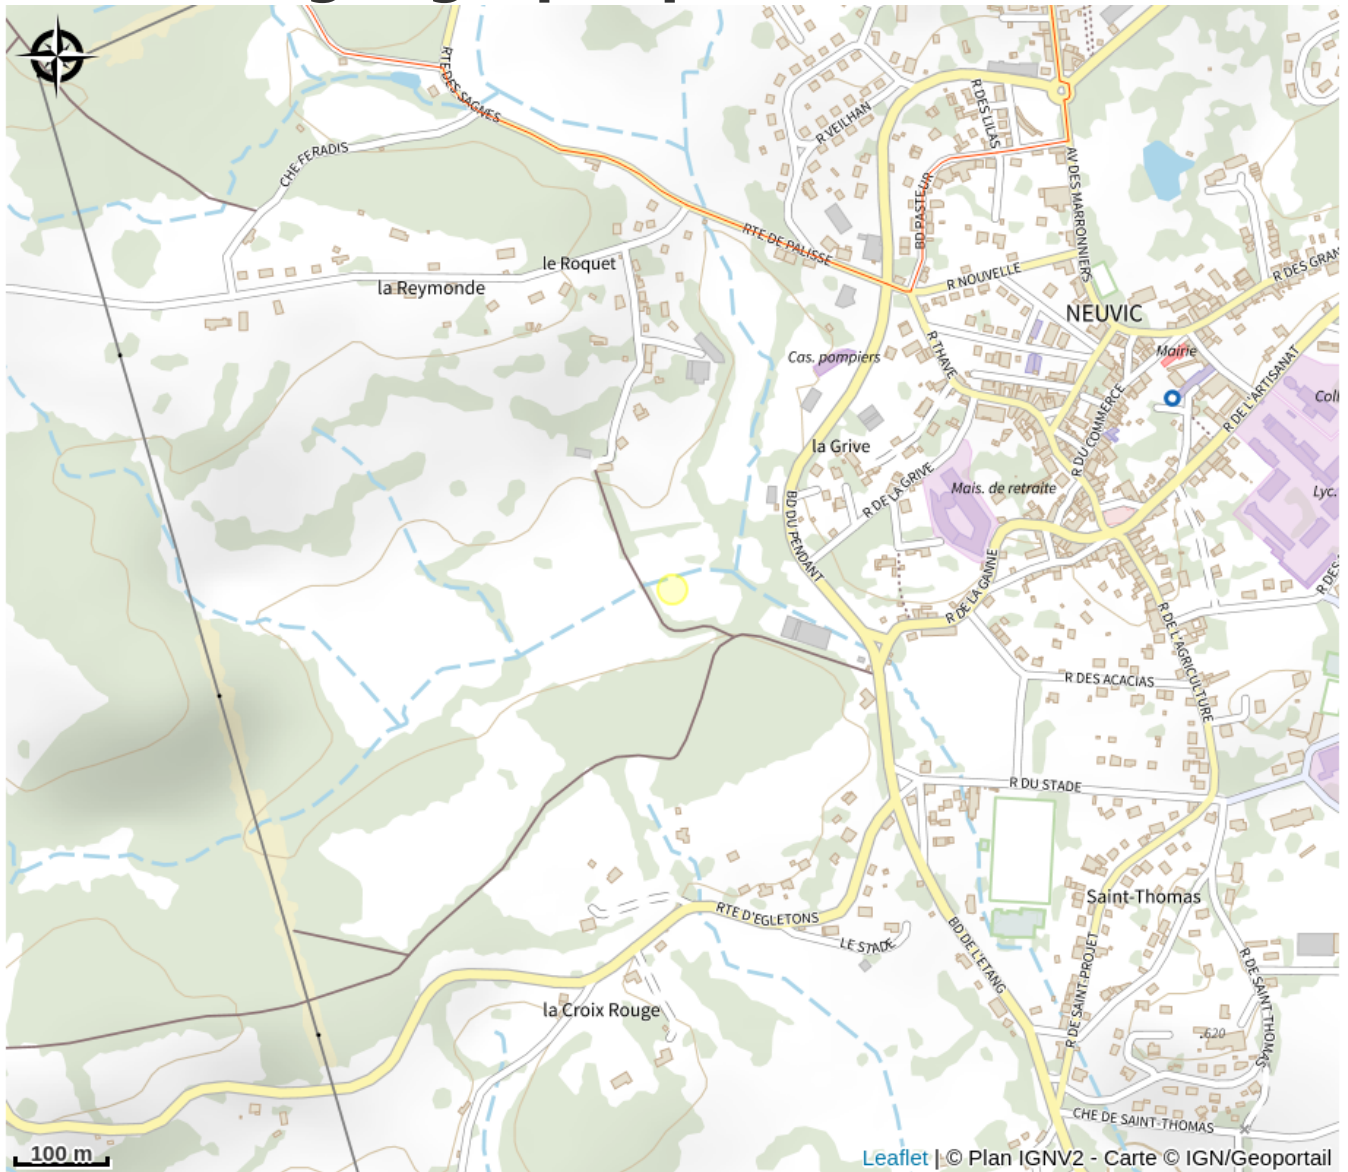 RTE DES SAGNES
R DES LILAS
R VEILHAN
CHE FERADIS
AV DES MARRONNIERS
BD PASTEUR
RTE DE PALISSE
le Roquet
R NOUVELLE
R DES GRAN
la Reymonde
NEUVIC
R THAVE
Cas. pompiers
Mairie
R DE L'ARTISANAT
R DU COMMERCE
Coll
la Grive
R DE LA GRIVE
Mais. de retraite
Lyc.
BD DU PENDANT
R DE LA GANNE
R DES
R DE L'AGRICULTURE
R DES ACACIAS
R DU STADE
Saint-Thomas
RTE D'EGLETONS
LE STADE
BD DE L'ETANG
R DE SAINT-PROJET
R DE SAINT THOMAS
la Croix Rouge
.620
CHE DE SAINT-THOMAS
100 m
Leaflet | © Plan IGNV2 - Carte © IGN/Geoportail